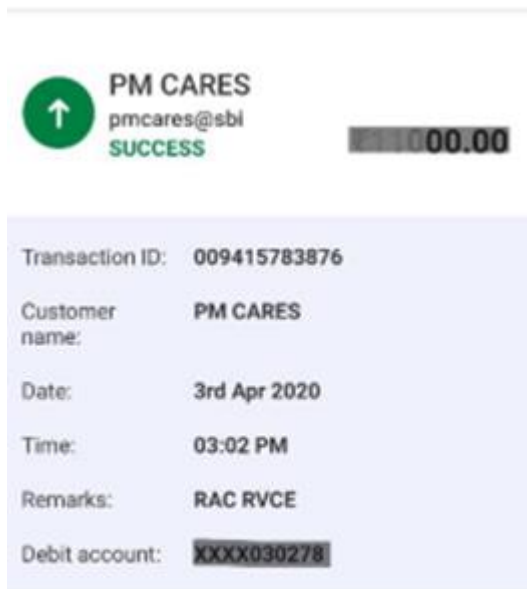 PM CARES
pmcares@sbi
SUCCESS
00.00
Transaction ID: 009415783876
Customer name: PM CARES
Date: 3rd Apr 2020
Time: 03:02 PM
Remarks: RAC RVCE
Debit account: